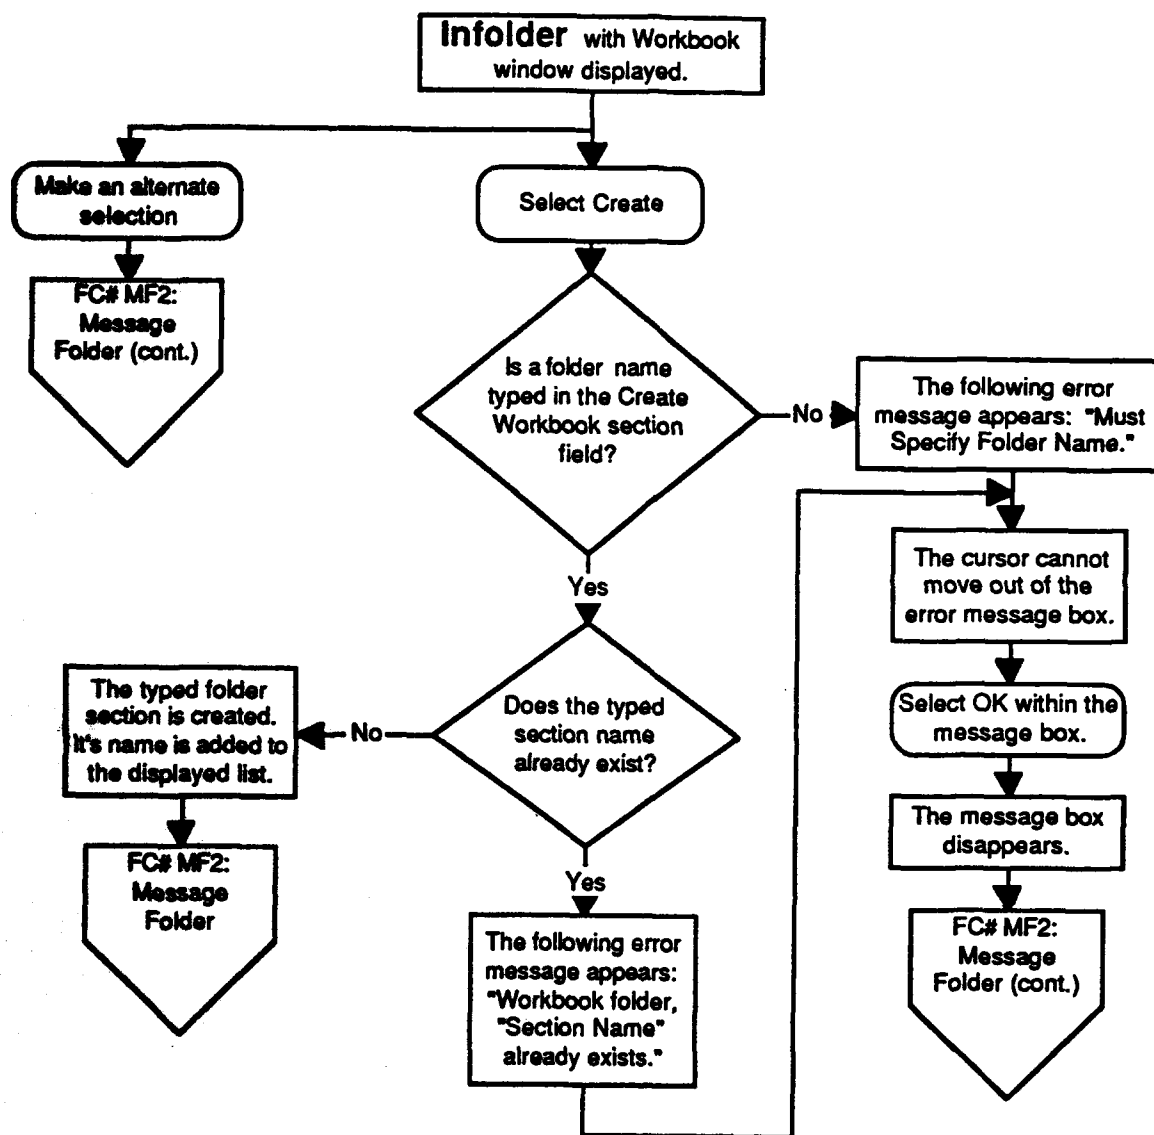 Infolder with Workbook
window displayed.
Make an alternate
selection
Select Create
FC# MF2:
Message
Folder (cont.)
Is a folder name
typed in the Create
Workbook section
field?
No
The following error
message appears: "Must
Specify Folder Name."
The cursor cannot
move out of the
error message box.
Yes
Select OK within the
message box.
The typed folder
section is created.
It's name is added to
the displayed list.
No
Does the typed
section name
already exist?
The message box
disappears.
FC# MF2:
Message
Folder
Yes
The following error
message appears:
"Workbook folder,
"Section Name"
already exists."
FC# MF2:
Message
Folder (cont.)